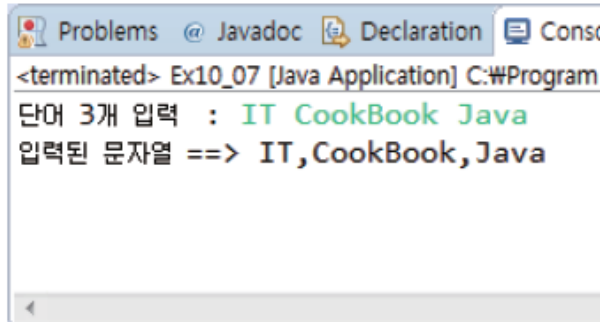 Problems @ Javadoc Declaration Conso
<terminated> Ex10_07 [Java Application] C:₩Program
단어 3개 입력 : IT CookBook Java
입력된 문자열 ==> IT,CookBook,Java